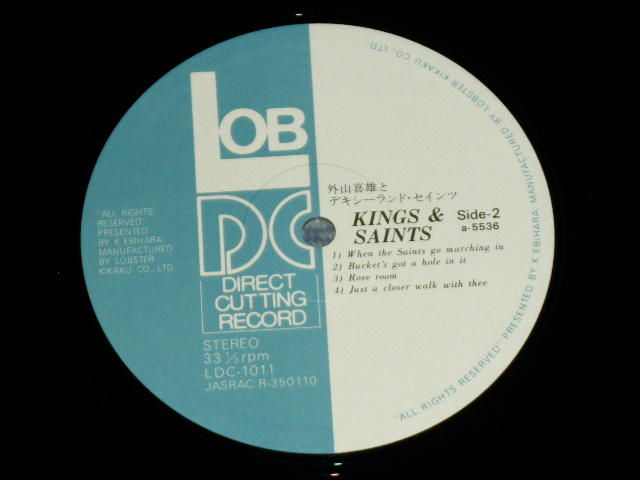 LOB
DC
DIRECT
CUTTING
RECORD
STEREO
33 1/3 rpm
LDC-1011
JASRAC R-350110
"ALL RIGHTS
RESERVED"
PRESENTED
BY K.EBIHARA,
MANUFACTURED
BY LOBSTER
KIKAKU CO., LTD.
外山喜雄と
デキシーランド・セインツ
KINGS &
SAINTS
Side-2
a-5536
1) When the Saints go marching in
2) Bucket's got a hole in it
3) Rose room
4) Just a closer walk with thee
"ALL RIGHTS RESERVED" PRESENTED BY K EBIHARA, MANUFACTURED BY LOBSTER KIKAKU CO., LTD